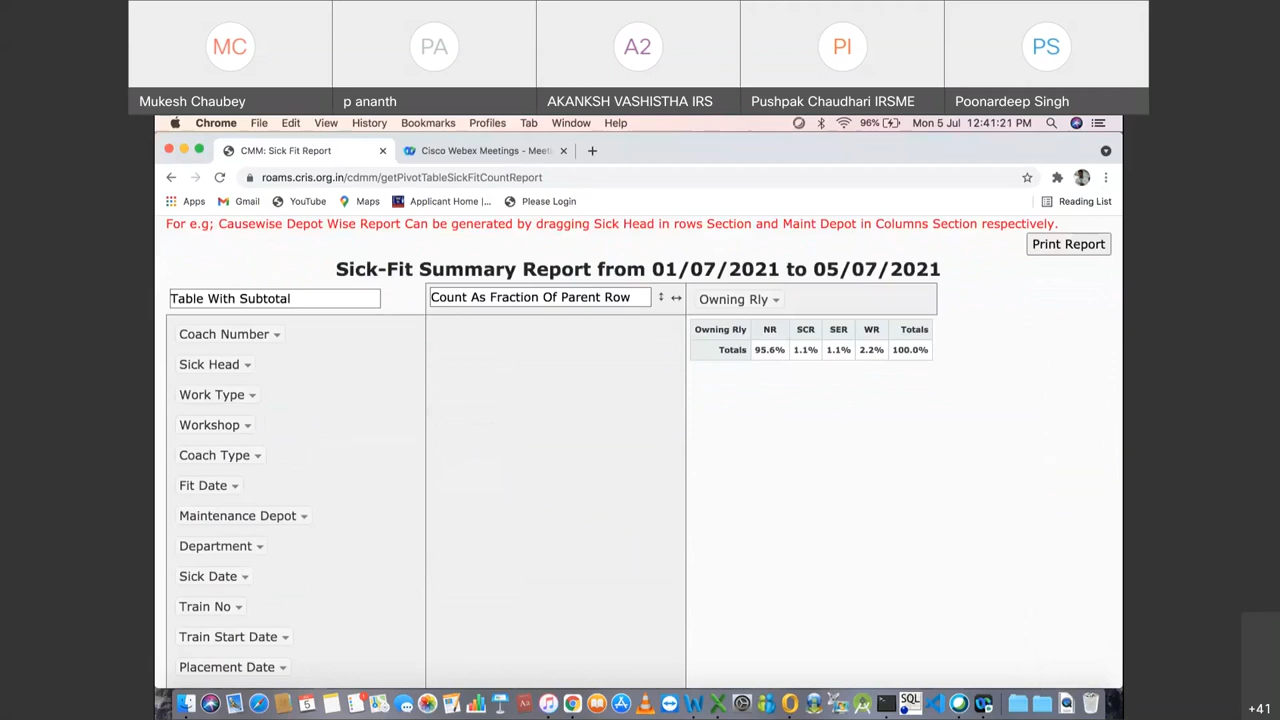 MC
PA
A2
PI
PS
Mukesh Chaubey
p ananth
AKANKSH VASHISTHA IRS
Pushpak Chaudhari IRSME
Poonardeep Singh
Chrome File Edit View History Bookmarks Profiles Tab Window Help 96% Mon 5 Jul 12:41:21 PM
CMM: Sick Fit Report
Cisco Webex Meetings - Meeti
roams.cris.org.in/cdmm/getPivotTableSickFitCountReport
Apps Gmail YouTube Maps Applicant Home |... Please Login Reading List
For e.g; Causewise Depot Wise Report Can be generated by dragging Sick Head in rows Section and Maint Depot in Columns Section respectively.
Print Report
Sick-Fit Summary Report from 01/07/2021 to 05/07/2021
Table With Subtotal
Count As Fraction Of Parent Row
Owning Rly
Owning Rly NR SCR SER WR Totals
Totals 95.6% 1.1% 1.1% 2.2% 100.0%
Coach Number
Sick Head
Work Type
Workshop
Coach Type
Fit Date
Maintenance Depot
Department
Sick Date
Train No
Train Start Date
Placement Date
5
SQL
+41